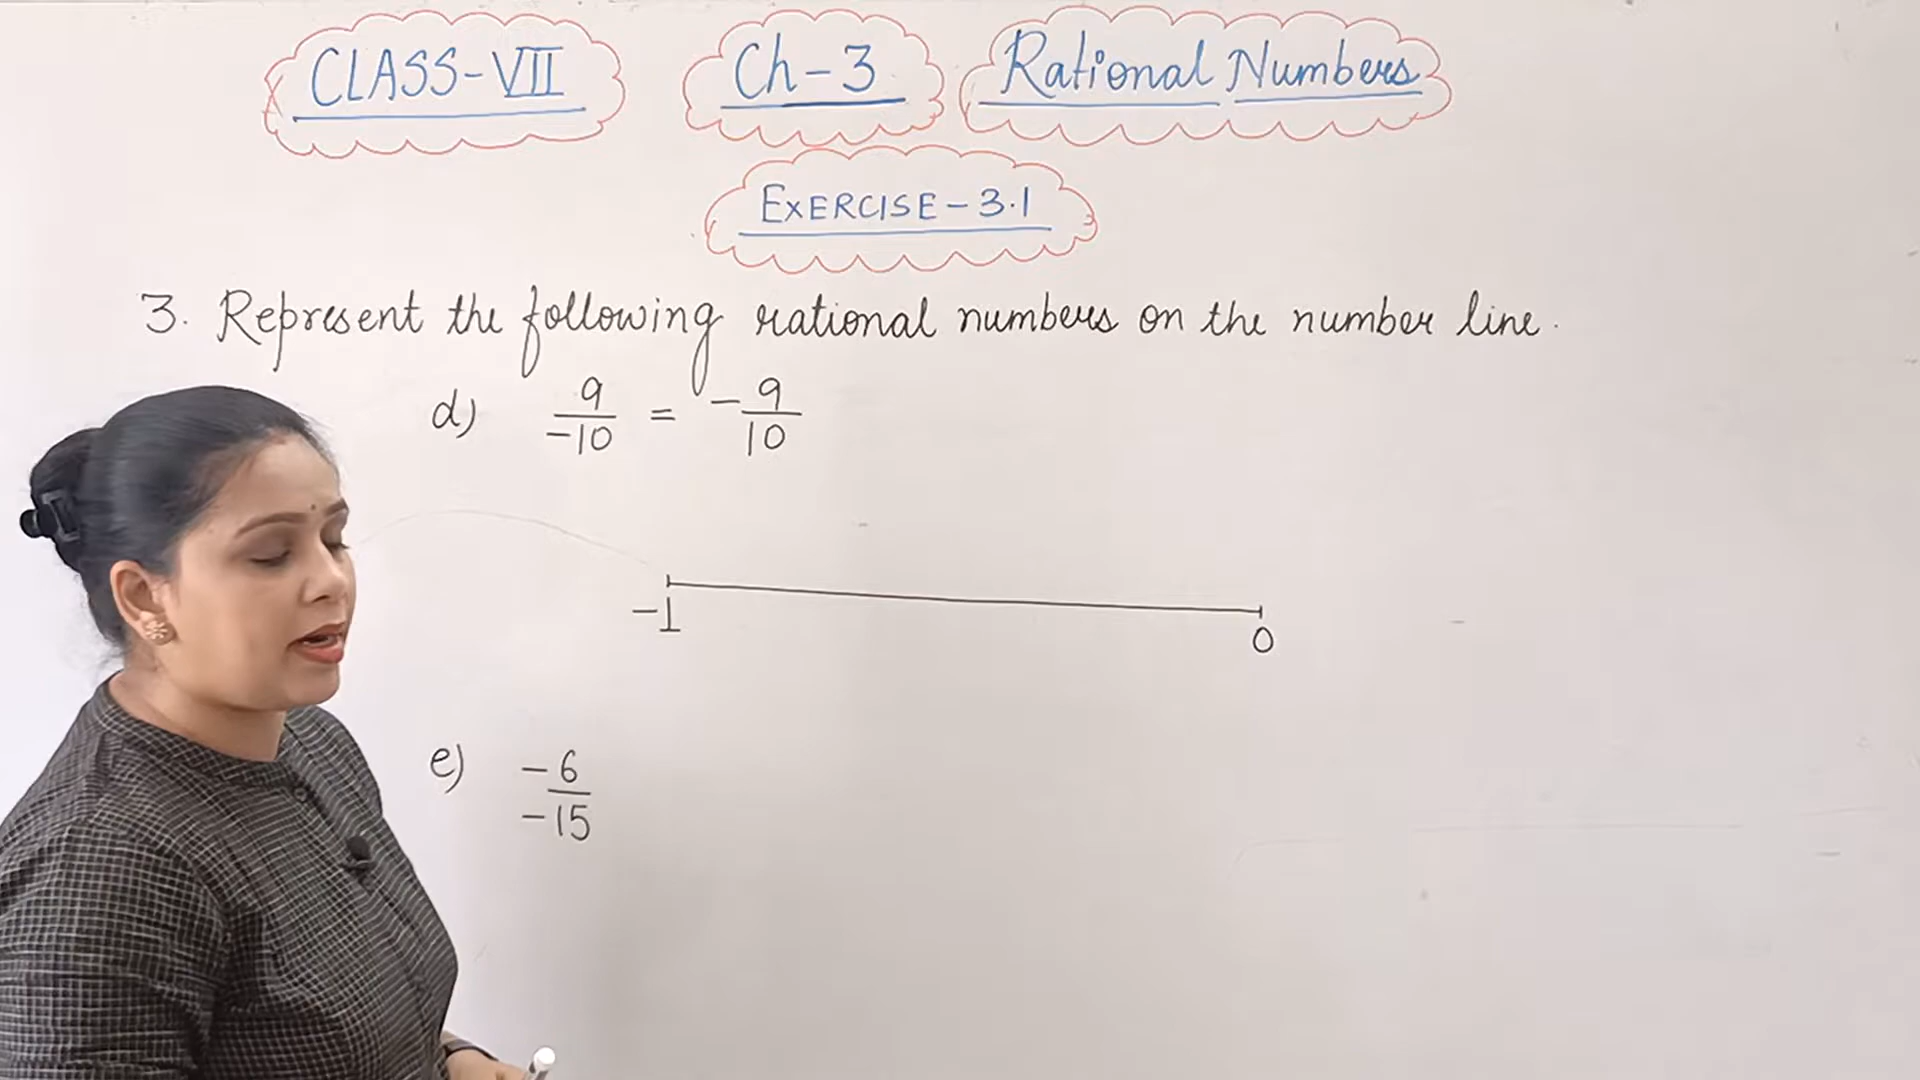 CLASS-VII Ch-3 Rational Numbers
EXERCISE-3.1
3. Represent the following rational numbers on the number line.
d) 9/-10 = -9/10
-1 0
e) -6/-15